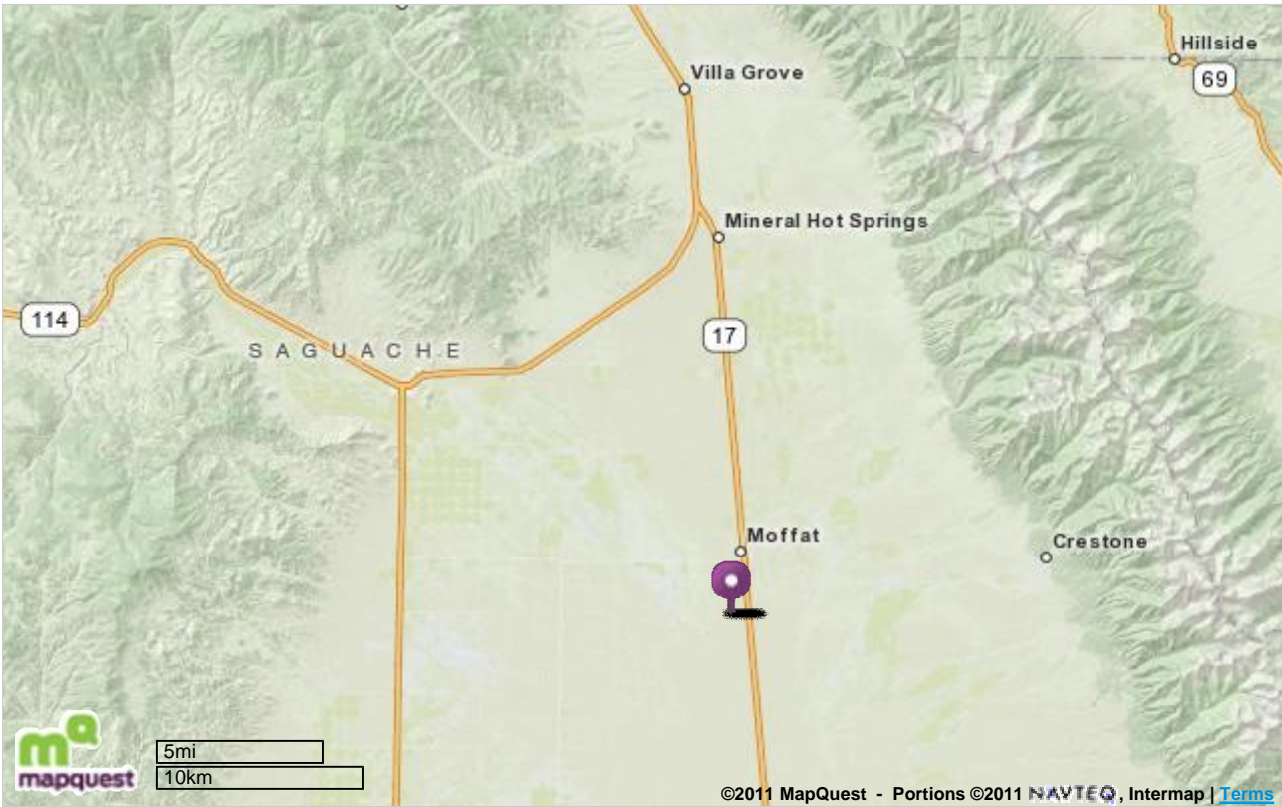 Hillside
69
Villa Grove
Mineral Hot Springs
114
17
SAGUACHE
Moffat
Crestone
mq
mapquest
5mi
10km
©2011 MapQuest - Portions ©2011 NAVTEQ, Intermap | Terms